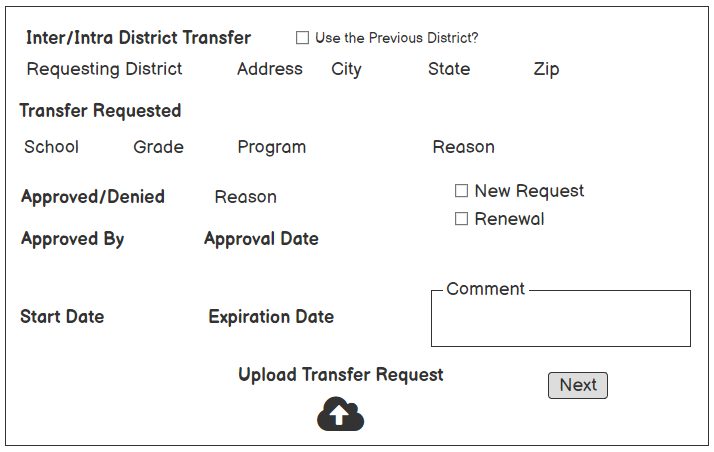 Inter/Intra District Transfer Use the Previous District?
Requesting District Address City State Zip
Transfer Requested
School Grade Program Reason
Approved/Denied Reason New Request
Renewal
Approved By Approval Date
Comment
Start Date Expiration Date
Upload Transfer Request Next